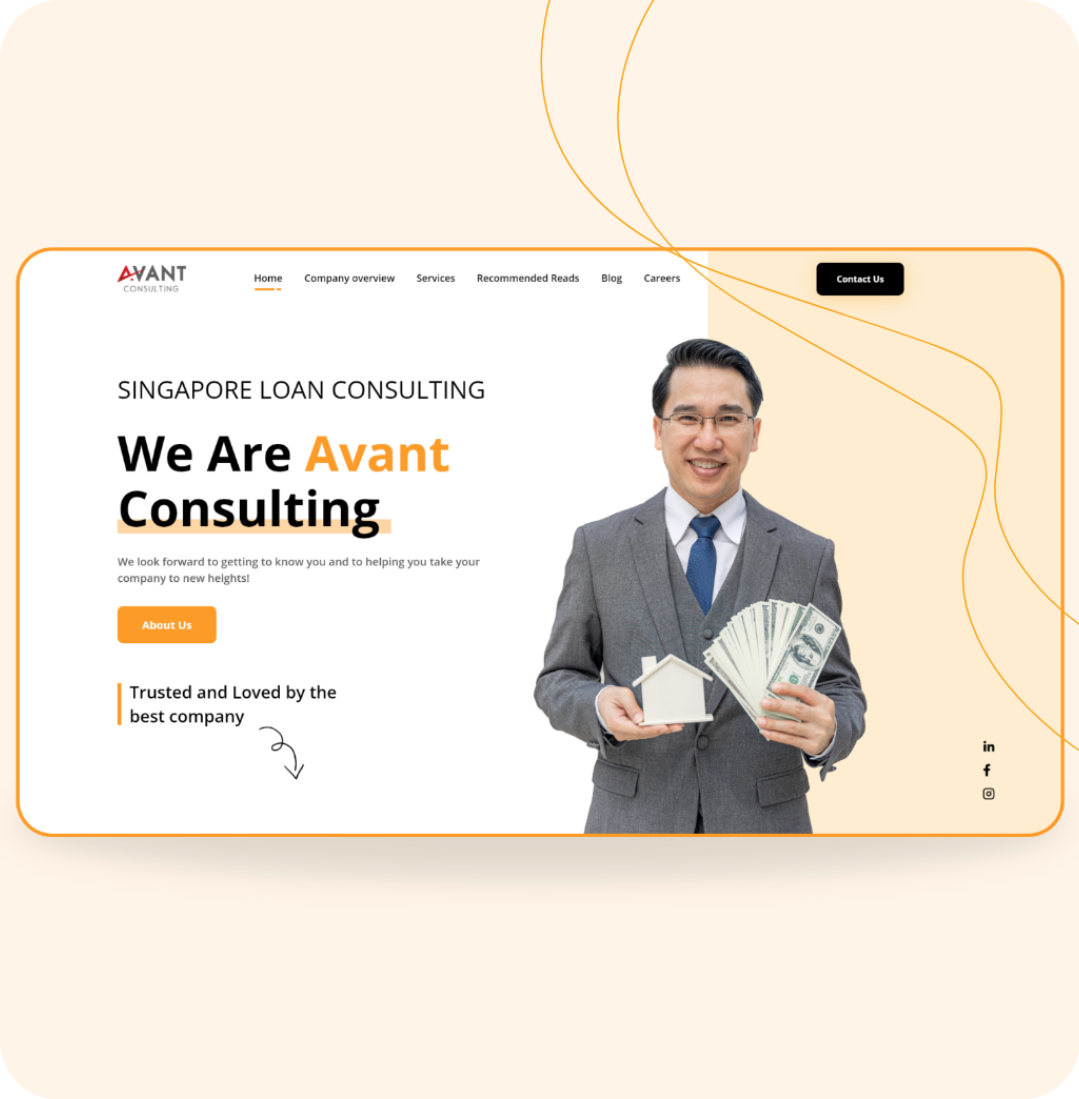 AVANT
CONSULTING
Home Company overview Services Recommended Reads Blog Careers Contact Us
SINGAPORE LOAN CONSULTING
We Are Avant
Consulting
We look forward to getting to know you and to helping you take your
company to new heights!
About Us
Trusted and Loved by the
best company
in
f